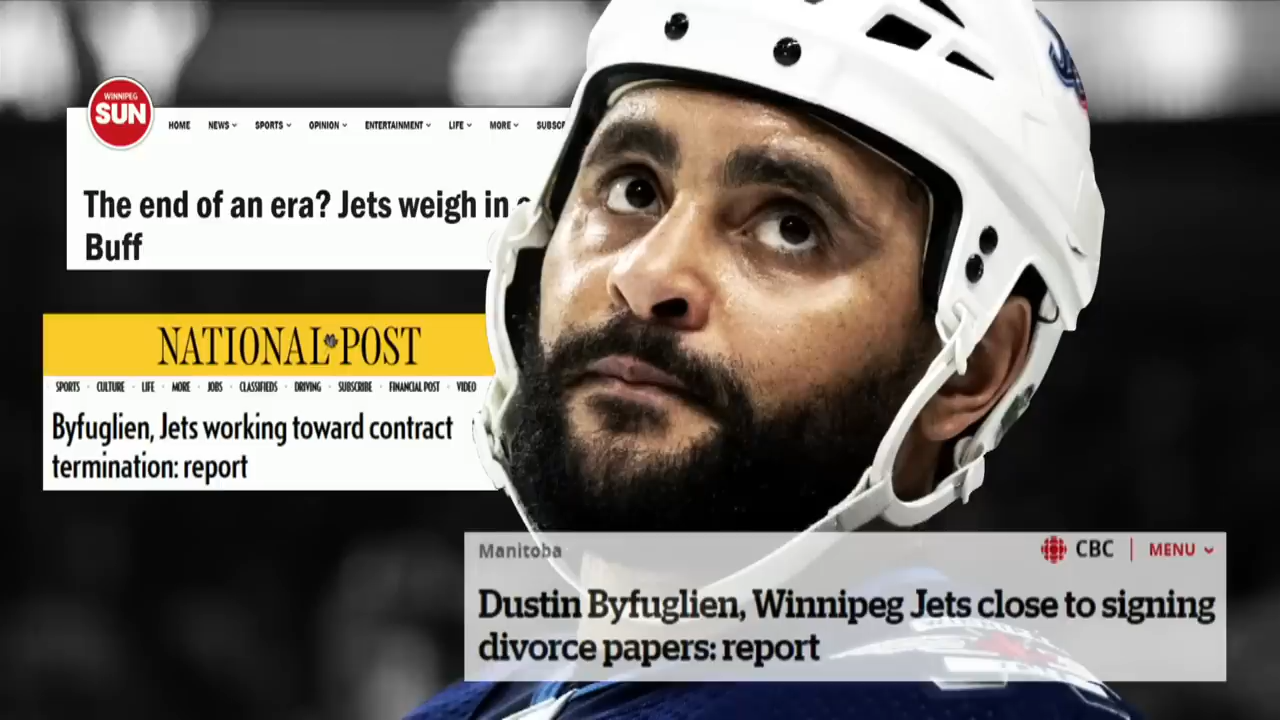 WINNIPEG
SUN
HOME NEWS SPORTS OPINION ENTERTAINMENT LIFE MORE
The end of an era? Jets weigh in
Buff
NATIONAL POST
SPORTS · CULTURE · LIFE · MORE · JOBS · CLASSIFIEDS · DRIVING · SUBSCRIBE · FINANCIAL POST · VIDEO
Byfuglien, Jets working toward contract
termination: report
Manitoba CBC | MENU
Dustin Byfuglien, Winnipeg Jets close to signing
divorce papers: report